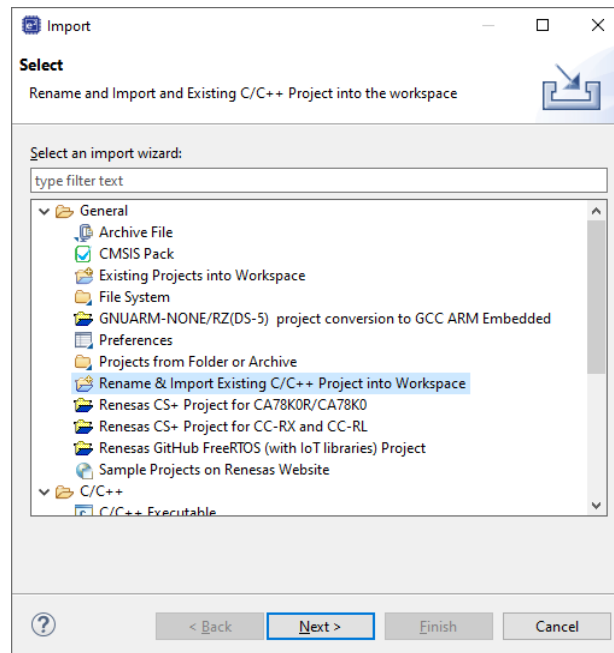 Import
Select
Rename and Import and Existing C/C++ Project into the workspace
Select an import wizard:
type filter text
General
Archive File
CMSIS Pack
Existing Projects into Workspace
File System
GNUARM-NONE/RZ(DS-5)  project conversion to GCC ARM Embedded
Preferences
Projects from Folder or Archive
Rename & Import Existing C/C++ Project into Workspace
Renesas CS+ Project for CA78K0R/CA78K0
Renesas CS+ Project for CC-RX and CC-RL
Renesas GitHub FreeRTOS (with IoT libraries) Project
Sample Projects on Renesas Website
C/C++
C/C++ Executable
< Back Next > Finish Cancel